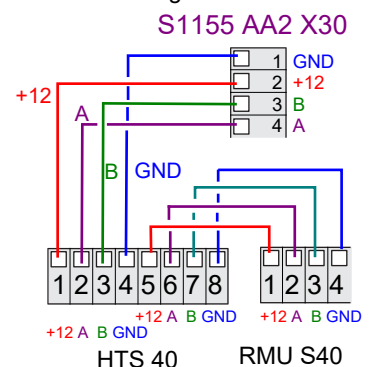 S1155 AA2 X30
1 GND
2 +12
3 B
4 A
+12
A
B GND
1 2 3 4 5 6 7 8
1 2 3 4
+12 A B GND
+12 A B GND
+12 A B GND
HTS 40
RMU S40